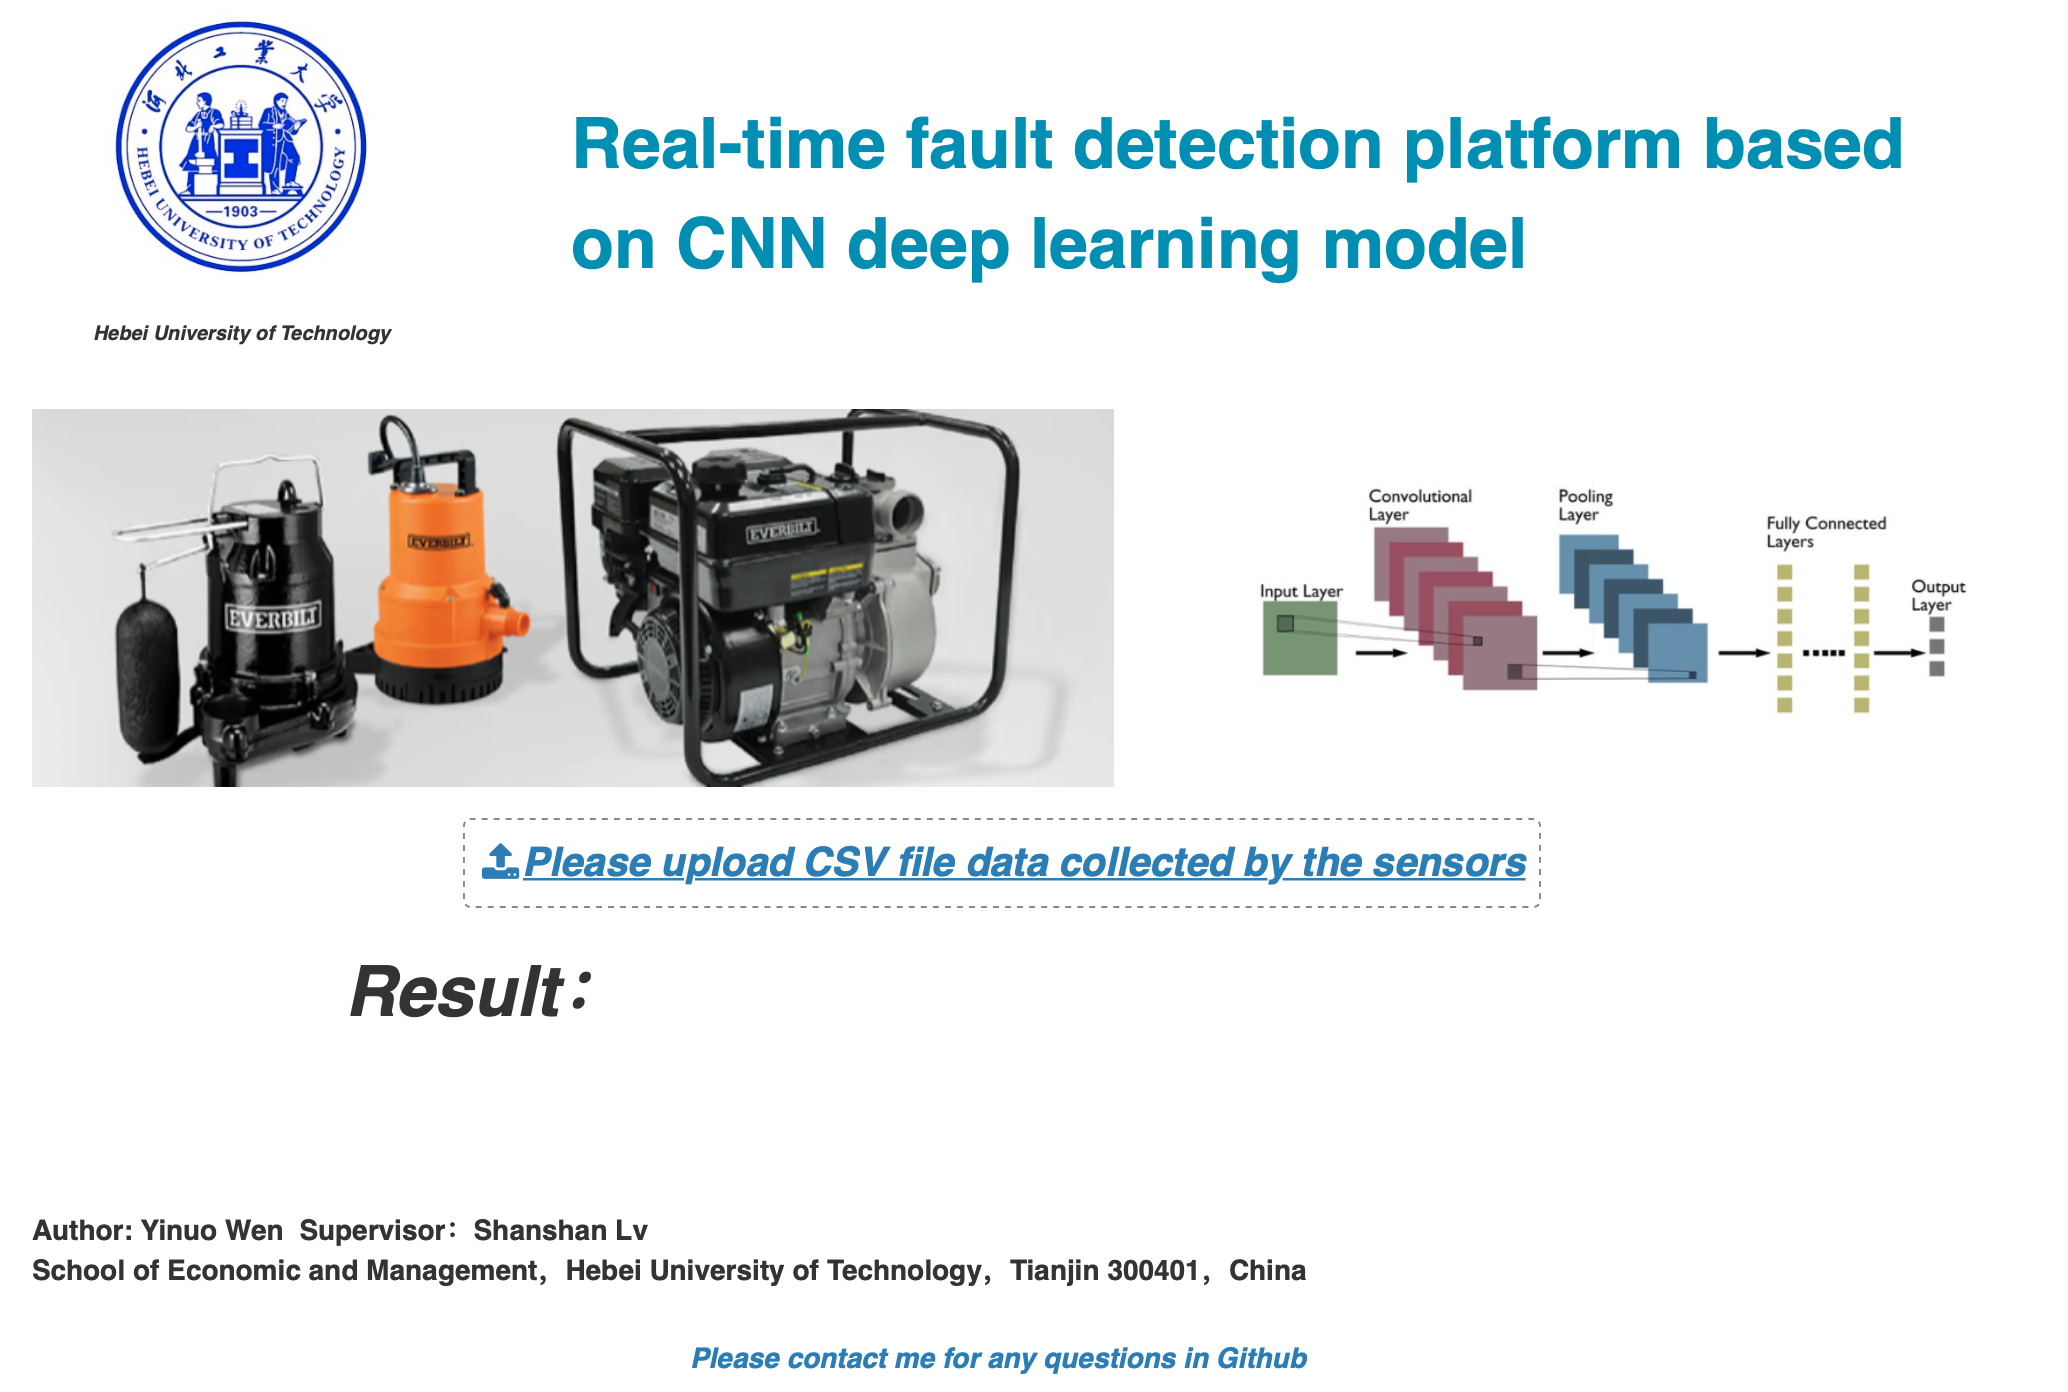 河北工業大学
HEBEI UNIVERSITY OF TECHNOLOGY
1903
Hebei University of Technology
Real-time fault detection platform based
on CNN deep learning model
EVERBILT
EVERBILT
EVERBILT
Convolutional
Layer
Pooling
Layer
Fully Connected
Layers
Input Layer
Output
Layer
Please upload CSV file data collected by the sensors
Result：
Author: Yinuo Wen  Supervisor： Shanshan Lv
School of Economic and Management， Hebei University of Technology， Tianjin 300401， China
Please contact me for any questions in Github